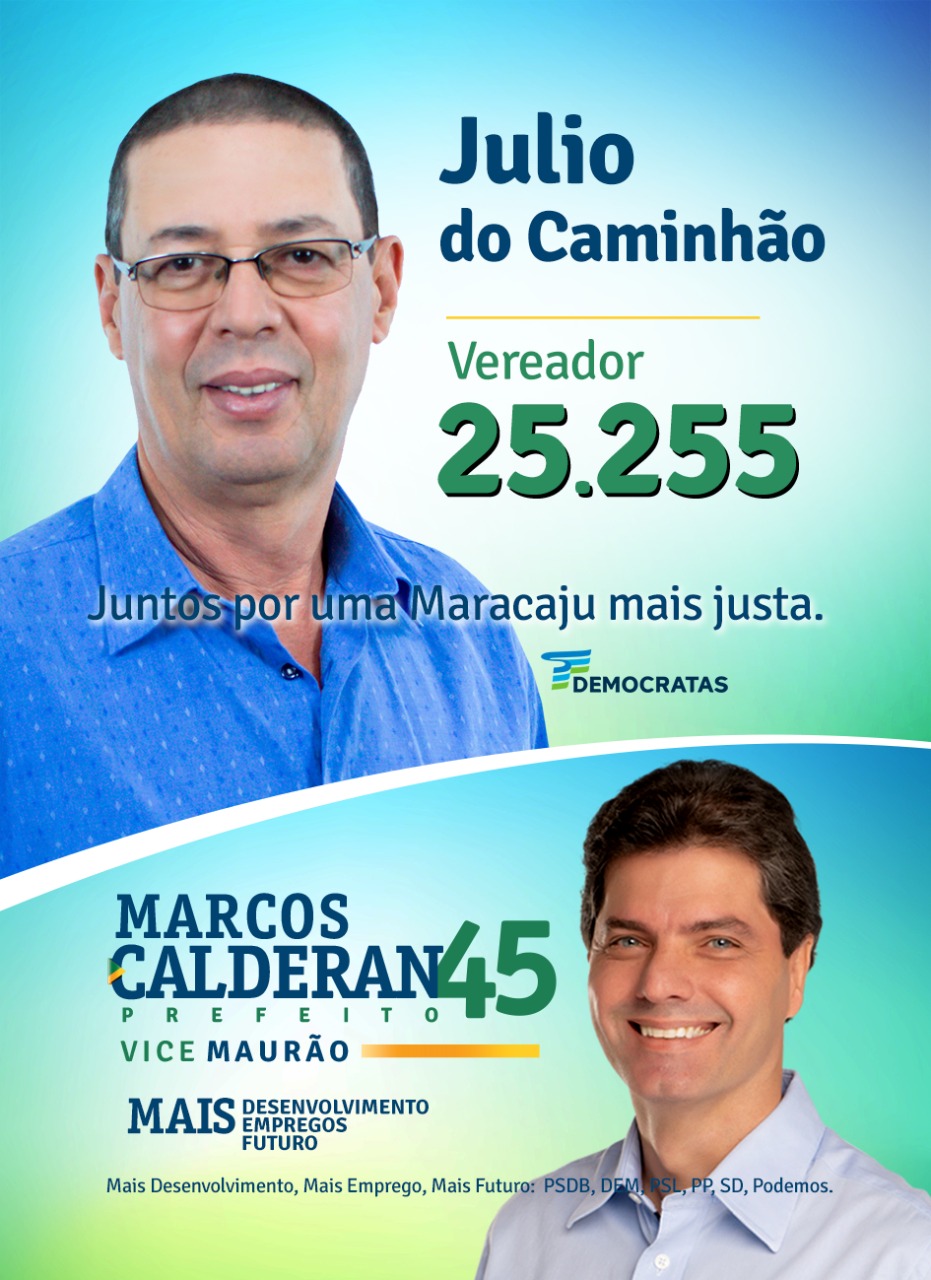 Julio
do Caminhão
Vereador
25.255
Juntos por uma Maracaju mais justa.
DEMOCRATAS
MARCOS
CALDERAN 45
PREFEITO
VICE MAURÃO
MAIS DESENVOLVIMENTO
EMPREGOS
FUTURO
Mais Desenvolvimento, Mais Emprego, Mais Futuro: PSDB, DEM, PSL, PP, SD, Podemos.